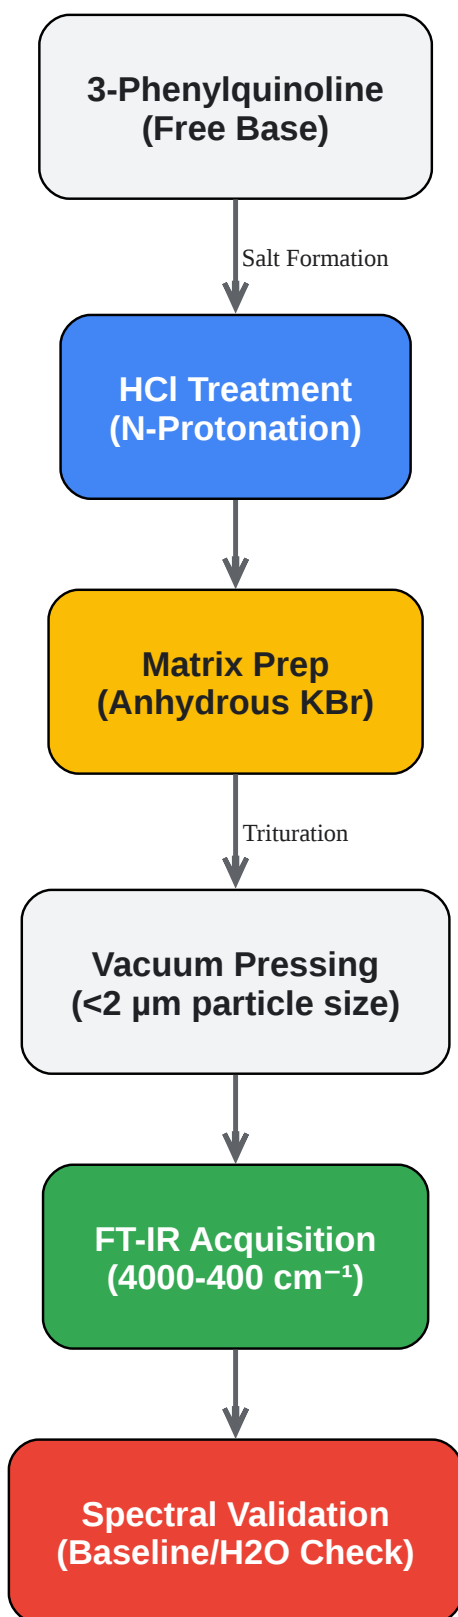 3-Phenylquinoline
(Free Base)
Salt Formation
HCl Treatment
(N-Protonation)
Matrix Prep
(Anhydrous KBr)
Trituration
Vacuum Pressing
(<2 µm particle size)
FT-IR Acquisition
(4000-400 cm⁻¹)
Spectral Validation
(Baseline/H2O Check)